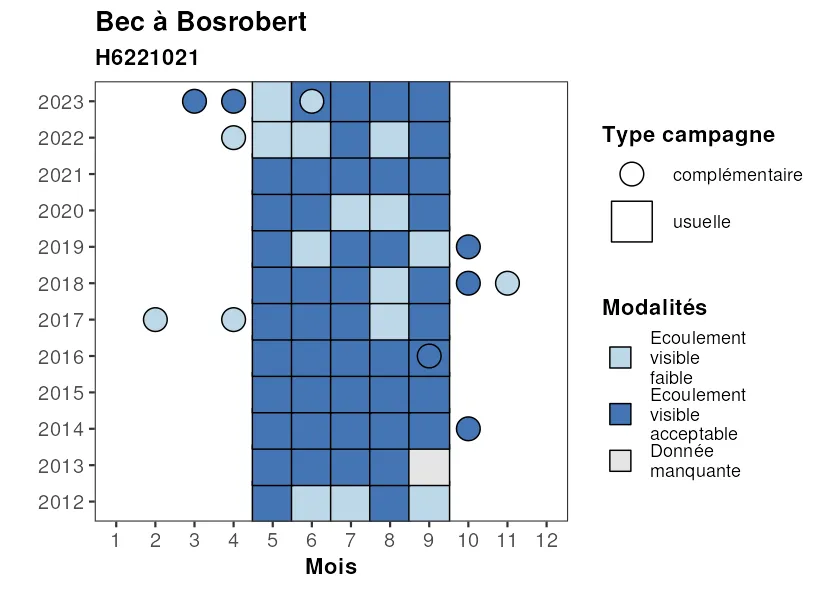 Bec à Bosrobert
H6221021
2023
2022
2021
2020
2019
2018
2017
2016
2015
2014
2013
2012
1 2 3 4 5 6 7 8 9 10 11 12
Mois
Type campagne
complémentaire
usuelle
Modalités
Ecoulement
visible
faible
Ecoulement
visible
acceptable
Donnée
manquante